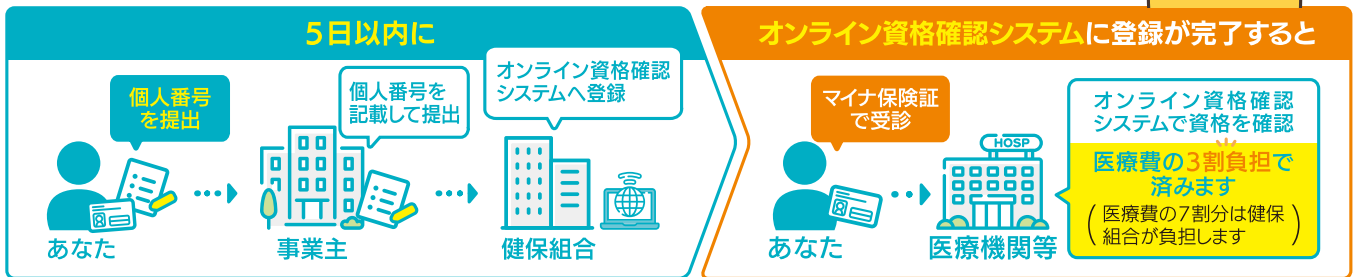 5日以内に
個人番号
を提出
あなた
個人番号を
記載して提出
事業主
オンライン資格確認
システムへ登録
健保組合
オンライン資格確認システムに登録が完了すると
マイナ保険証
で受診
あなた
HOSP
医療機関等
オンライン資格確認
システムで資格を確認
医療費の3割負担で
済みます
(医療費の7割分は健保
組合が負担します)